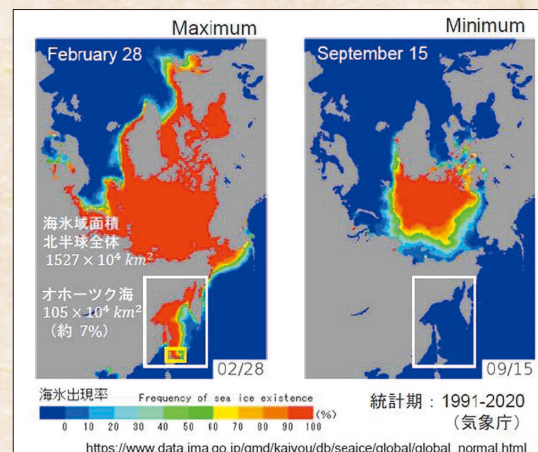 Maximum
Minimum
February 28
September 15
海氷域面積
北半球全体
1527 × 10⁴ km²
オホーツク海
105 × 10⁴ km²
(約 7%)
02/28
09/15
海氷出現率 Frequency of sea ice existence
(%)
0 10 20 30 40 50 60 70 80 90 100
統計期:1991-2020
(気象庁)
https://www.data.jma.go.jp/gmd/kaiyou/db/seaice/global/global_normal.html